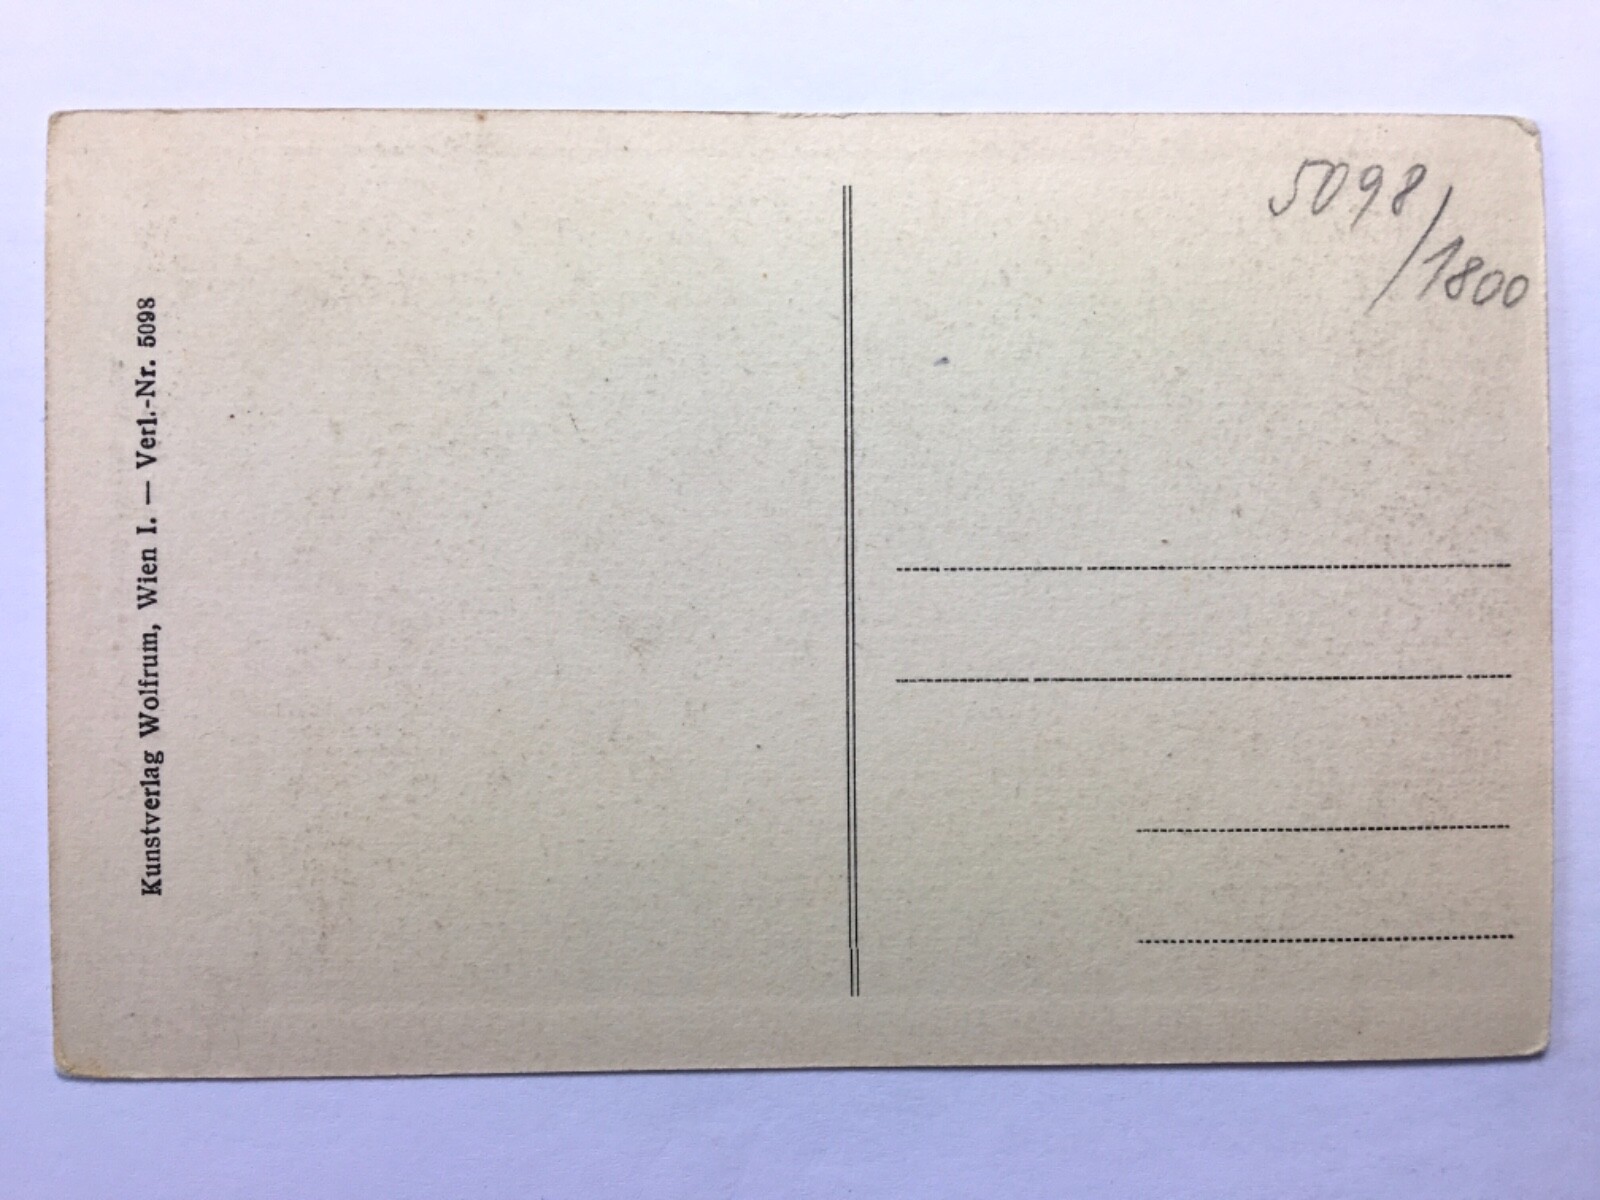 Kunstverlag Wolfrum, Wien I. — Verl.-Nr. 5098
5098/
1800